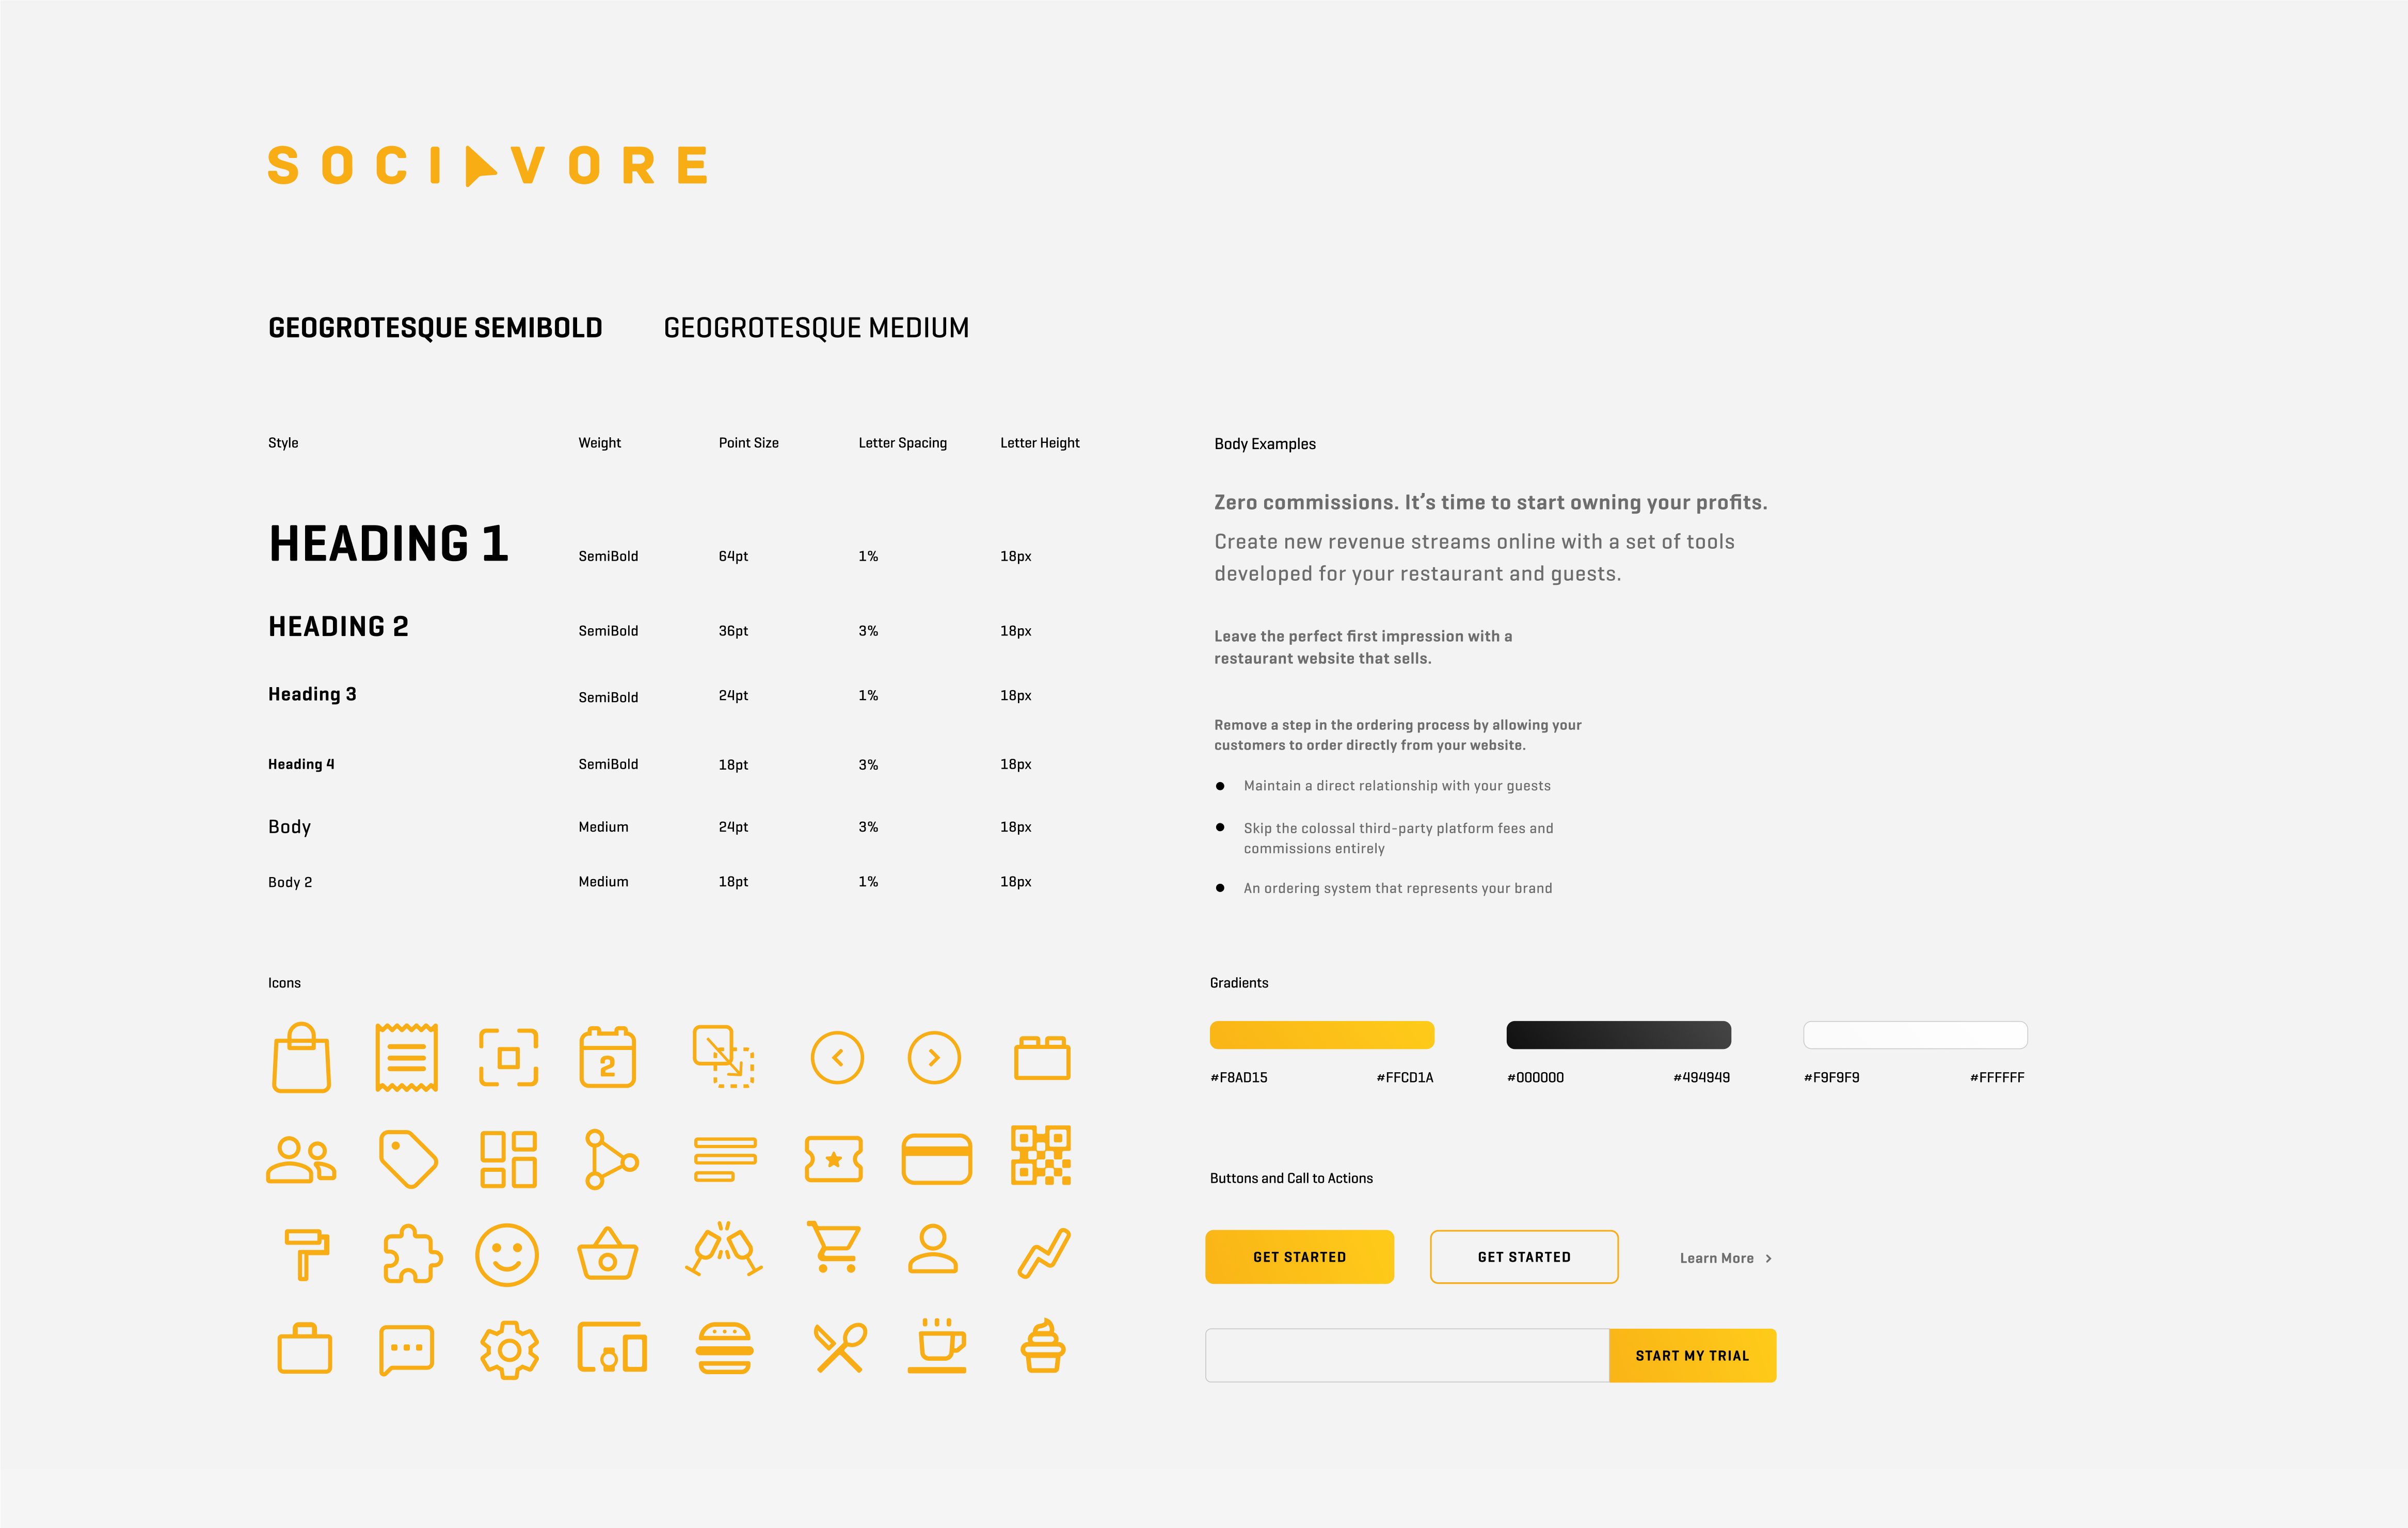 SOCIAVORE
GEOGROTESQUE SEMIBOLD GEOGROTESQUE MEDIUM
Style Weight Point Size Letter Spacing Letter Height
HEADING 1 SemiBold 64pt 1% 18px
HEADING 2 SemiBold 36pt 3% 18px
Heading 3 SemiBold 24pt 1% 18px
Heading 4 SemiBold 18pt 3% 18px
Body Medium 24pt 3% 18px
Body 2 Medium 18pt 1% 18px
Body Examples
Zero commissions. It's time to start owning your profits.
Create new revenue streams online with a set of tools
developed for your restaurant and guests.
Leave the perfect first impression with a
restaurant website that sells.
Remove a step in the ordering process by allowing your
customers to order directly from your website.
Maintain a direct relationship with your guests
Skip the colossal third-party platform fees and
commissions entirely
An ordering system that represents your brand
Icons
2
Gradients
#F8AD15 #FFCD1A #000000 #494949 #F9F9F9 #FFFFFF
Buttons and Call to Actions
GET STARTED GET STARTED Learn More >
START MY TRIAL